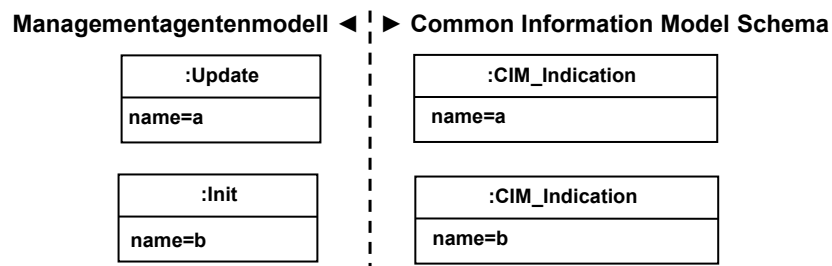 Managementagentenmodell ◄ ► Common Information Model Schema
:Update
name=a
:CIM_Indication
name=a
:Init
name=b
:CIM_Indication
name=b